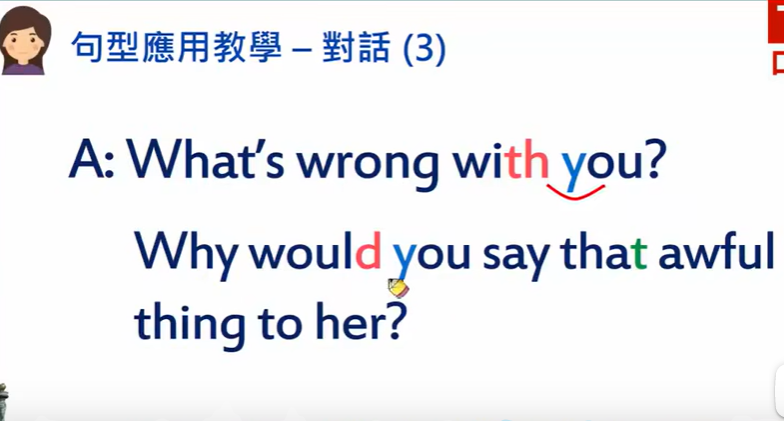 句型應用教學 – 對話 (3)
A: What's wrong with you?
Why would you say that awful
thing to her?